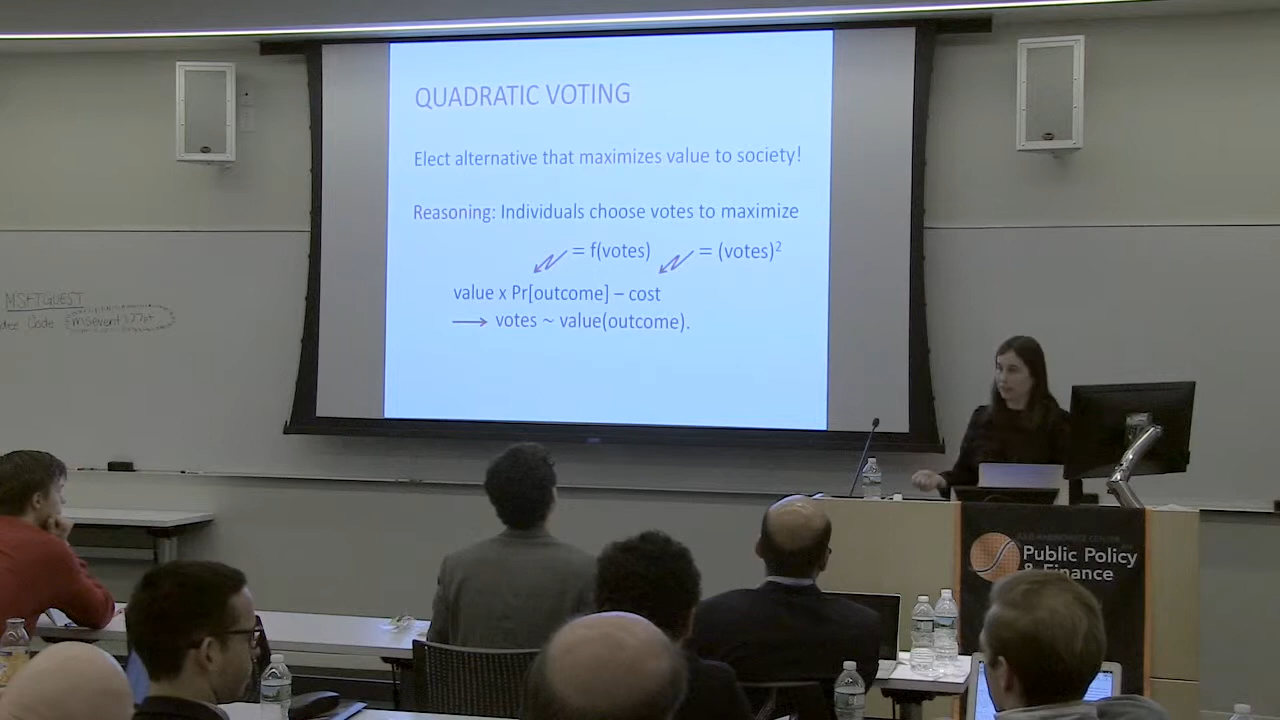 QUADRATIC VOTING
Elect alternative that maximizes value to society!
Reasoning: Individuals choose votes to maximize
= f(votes) = (votes)²
value x Pr[outcome] – cost
→ votes ~ value(outcome).
MSFTGUEST
Code
Public Policy
& Finance